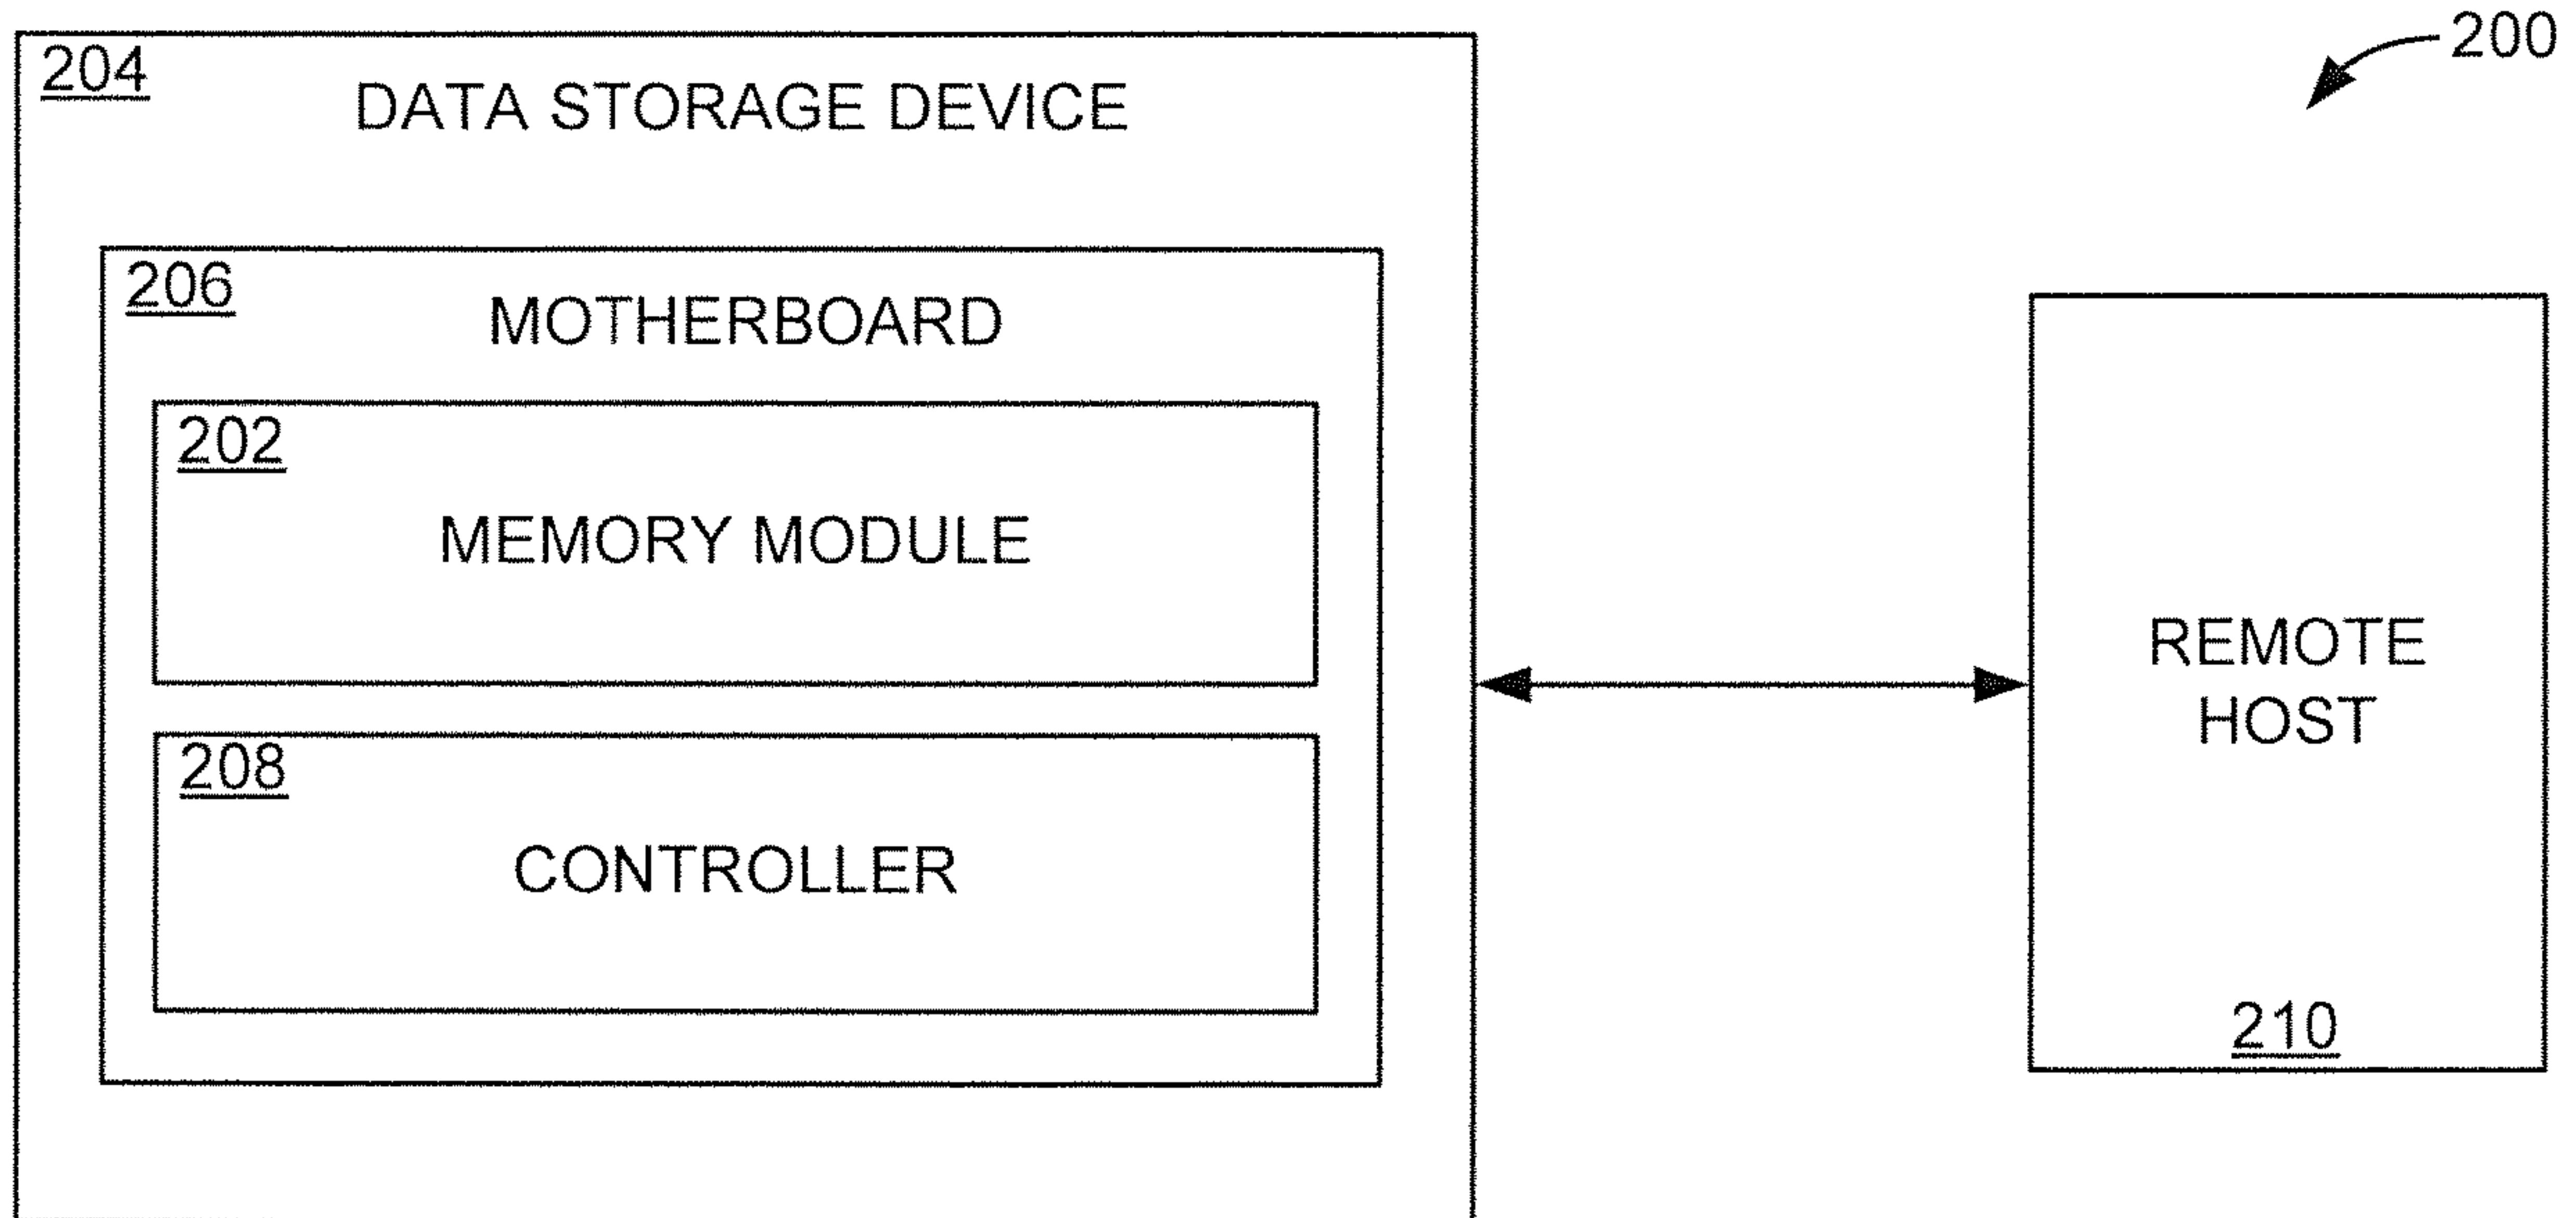 200
204
DATA STORAGE DEVICE
206
MOTHERBOARD
202
MEMORY MODULE
208
CONTROLLER
REMOTE
HOST
210